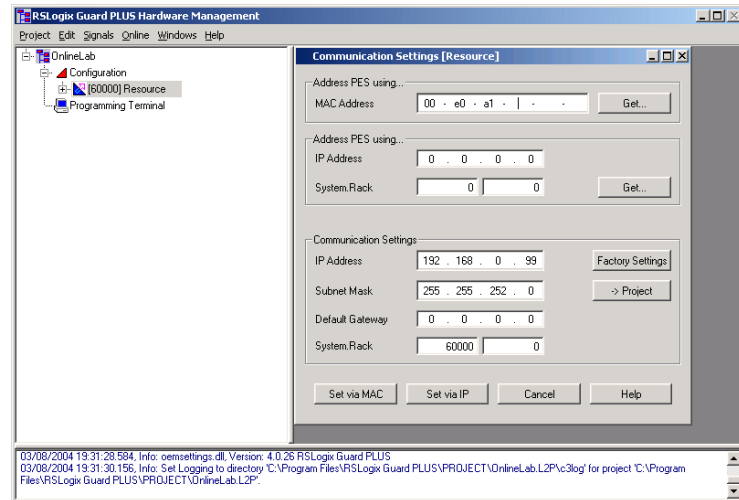 RSLogix Guard PLUS Hardware Management
Project Edit Signals Online Windows Help
OnlineLab
Configuration
[60000] Resource
Programming Terminal
Communication Settings [Resource]
Address PES using...
MAC Address 00 - e0 - a1 - - - Get...
Address PES using...
IP Address 0 . 0 . 0 . 0
System.Rack 0 0 Get...
Communication Settings
IP Address 192 . 168 . 0 . 99 Factory Settings
Subnet Mask 255 . 255 . 252 . 0 -> Project
Default Gateway 0 . 0 . 0 . 0
System.Rack 60000 0
Set via MAC Set via IP Cancel Help
03/08/2004 19:31:28.584, Info: oemsettings.dll, Version: 4.0.26 RSLogix Guard PLUS
03/08/2004 19:31:30.156, Info: Set Logging to directory 'C:\Program Files\RSLogix Guard PLUS\PROJECT\OnlineLab.L2P\c3log' for project 'C:\Program
Files\RSLogix Guard PLUS\PROJECT\OnlineLab.L2P'.